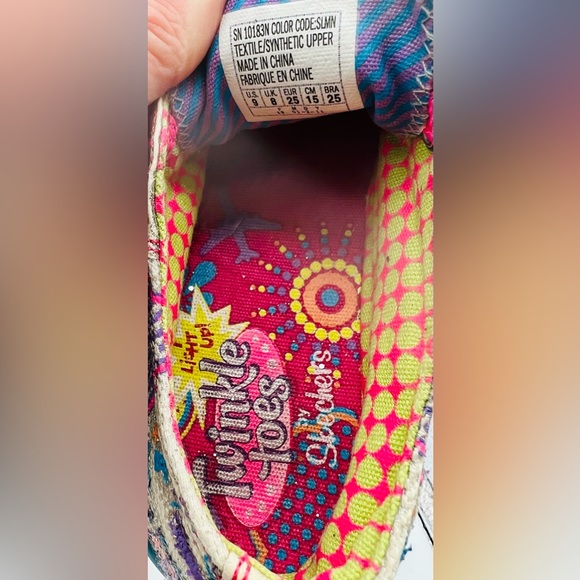 SN 10183N COLOR CODE:SLMN
TEXTILE/SYNTHETIC UPPER
MADE IN CHINA
FABRIQUE EN CHINE
U.S. U.K. EUR CM BRA
9 8 25 15 25
I LIGHT UP!
Twinkle
toes
by
Skechers